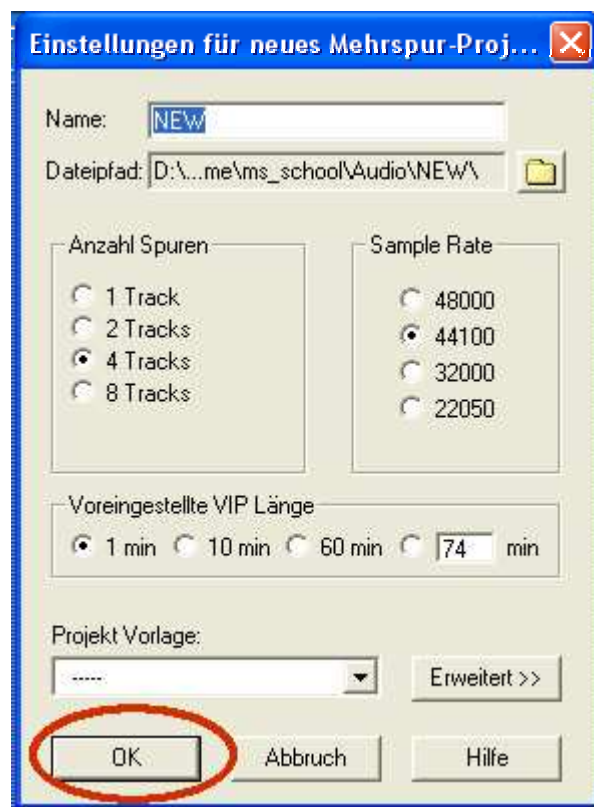 Einstellungen für neues Mehrspur-Proj...
Name: NEW
Dateipfad: D:\...me\ms_school\Audio\NEW\
Anzahl Spuren
1 Track
2 Tracks
4 Tracks
8 Tracks
Sample Rate
48000
44100
32000
22050
Voreingestellte VIP Länge
1 min 10 min 60 min 74 min
Projekt Vorlage:
----- Erweitert >>
OK Abbruch Hilfe